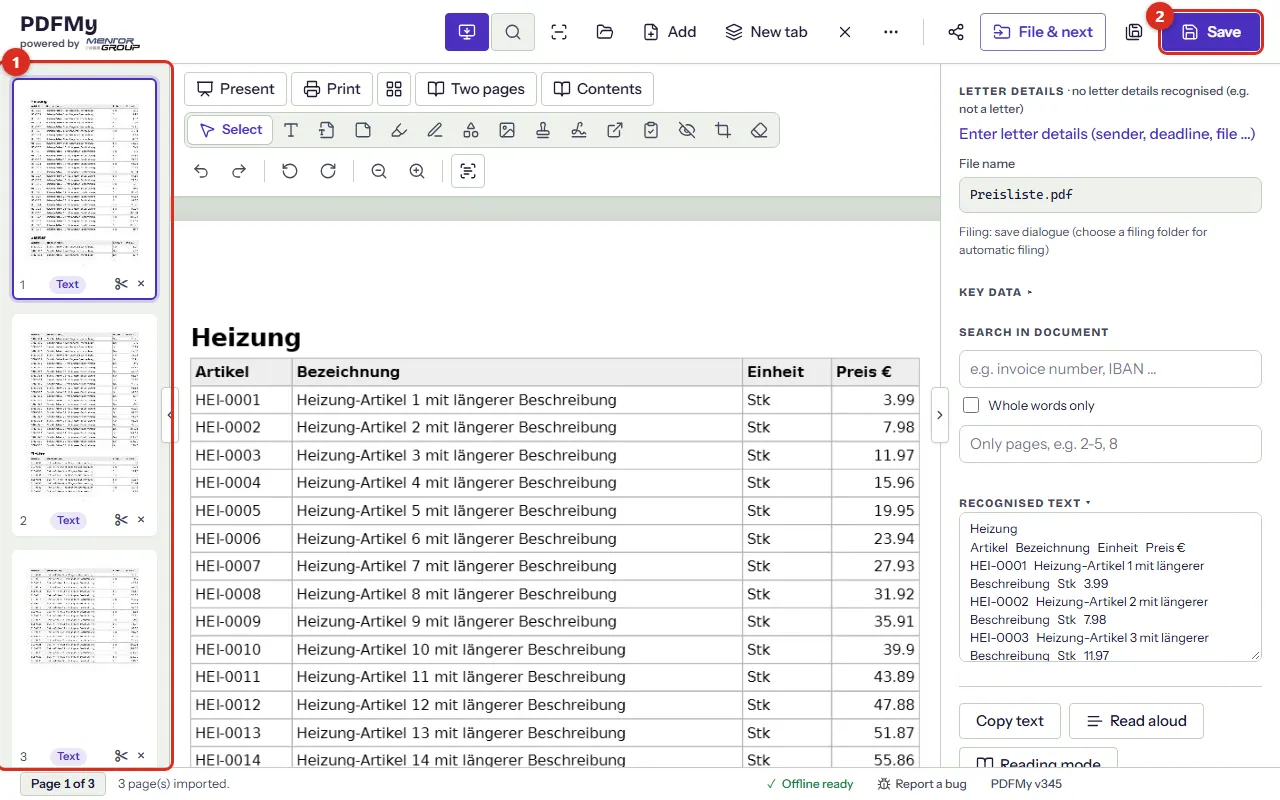 PDFMy
powered by MENTOR GROUP
Add
New tab
File & next
2
Save
1
Present
Print
Two pages
Contents
Select
1 Text
2 Text
3 Text
Heizung
Artikel Bezeichnung Einheit Preis €
HEI-0001 Heizung-Artikel 1 mit längerer Beschreibung Stk 3.99
HEI-0002 Heizung-Artikel 2 mit längerer Beschreibung Stk 7.98
HEI-0003 Heizung-Artikel 3 mit längerer Beschreibung Stk 11.97
HEI-0004 Heizung-Artikel 4 mit längerer Beschreibung Stk 15.96
HEI-0005 Heizung-Artikel 5 mit längerer Beschreibung Stk 19.95
HEI-0006 Heizung-Artikel 6 mit längerer Beschreibung Stk 23.94
HEI-0007 Heizung-Artikel 7 mit längerer Beschreibung Stk 27.93
HEI-0008 Heizung-Artikel 8 mit längerer Beschreibung Stk 31.92
HEI-0009 Heizung-Artikel 9 mit längerer Beschreibung Stk 35.91
HEI-0010 Heizung-Artikel 10 mit längerer Beschreibung Stk 39.9
HEI-0011 Heizung-Artikel 11 mit längerer Beschreibung Stk 43.89
HEI-0012 Heizung-Artikel 12 mit längerer Beschreibung Stk 47.88
HEI-0013 Heizung-Artikel 13 mit längerer Beschreibung Stk 51.87
HEI-0014 Heizung-Artikel 14 mit längerer Beschreibung Stk 55.86
LETTER DETAILS · no letter details recognised (e.g.
not a letter)
Enter letter details (sender, deadline, file ...)
File name
Preisliste.pdf
Filing: save dialogue (choose a filing folder for
automatic filing)
KEY DATA
SEARCH IN DOCUMENT
e.g. invoice number, IBAN ...
Whole words only
Only pages, e.g. 2-5, 8
RECOGNISED TEXT
Heizung
Artikel Bezeichnung Einheit Preis €
HEI-0001 Heizung-Artikel 1 mit längerer
Beschreibung Stk 3.99
HEI-0002 Heizung-Artikel 2 mit längerer
Beschreibung Stk 7.98
HEI-0003 Heizung-Artikel 3 mit längerer
Beschreibung Stk 11.97
Copy text
Read aloud
Reading mode
Page 1 of 3
3 page(s) imported.
✓ Offline ready
Report a bug
PDFMy v345